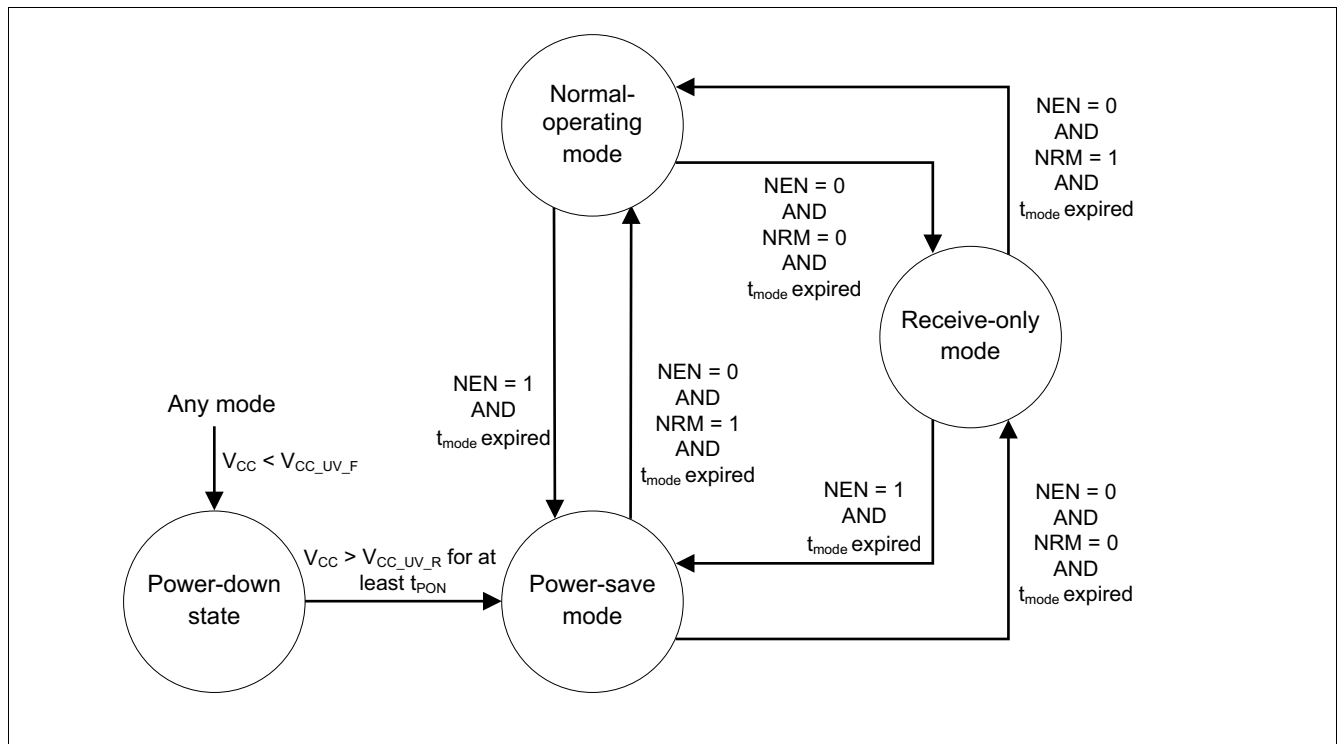 Normal-
operating
mode
NEN = 0
AND
NRM = 1
AND
tmode expired
NEN = 0
AND
NRM = 0
AND
tmode expired
Receive-only
mode
NEN = 1
AND
tmode expired
NEN = 0
AND
NRM = 1
AND
tmode expired
Any mode
VCC < VCC_UV_F
NEN = 1
AND
tmode expired
NEN = 0
AND
NRM = 0
AND
tmode expired
Power-down
state
VCC > VCC_UV_R for at
least tPON
Power-save
mode